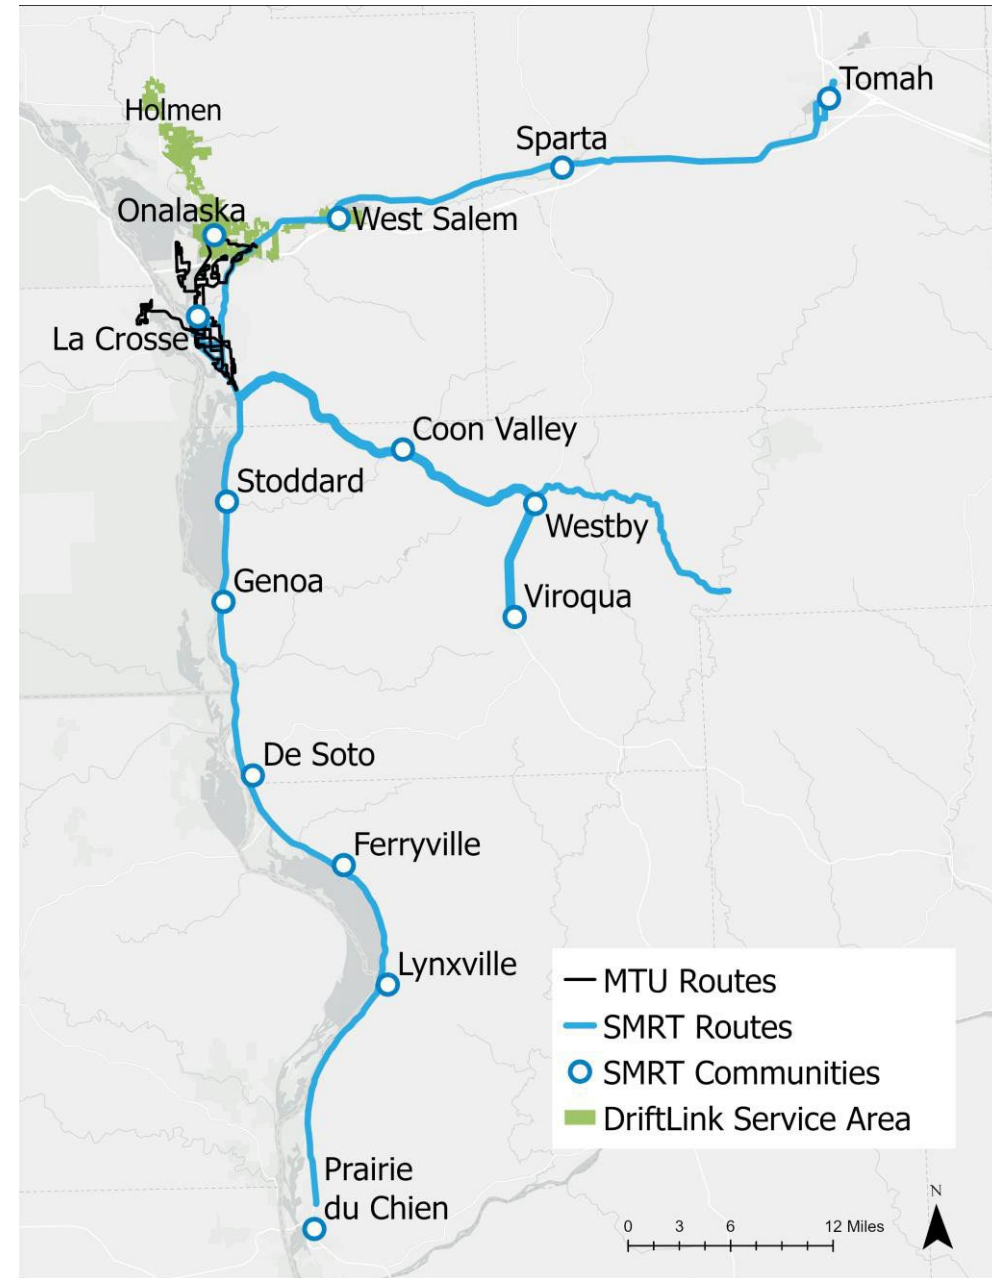 Tomah
Holmen
Sparta
Onalaska
West Salem
La Crosse
Coon Valley
Stoddard
Westby
Genoa
Viroqua
De Soto
Ferryville
Lynxville
MTU Routes
SMRT Routes
SMRT Communities
DriftLink Service Area
Prairie
du Chien
N
0 3 6 12 Miles